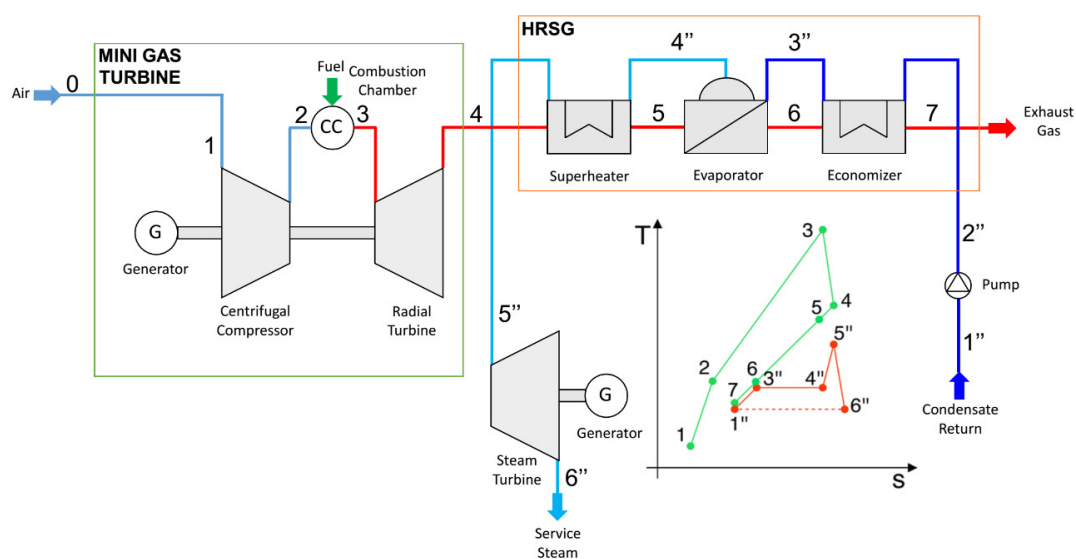 MINI GAS
TURBINE
HRSG
Air
0
Fuel
Combustion
Chamber
2
CC
3
4
4’’
3’’
5
6
7
Exhaust
Gas
1
Superheater
Evaporator
Economizer
G
Generator
Centrifugal
Compressor
Radial
Turbine
2’’
Pump
1’’
Condensate
Return
5’’
G
Generator
Steam
Turbine
6’’
Service
Steam
T
3
4
5
5"
2
6
3"
4"
7
1"
6"
1
s